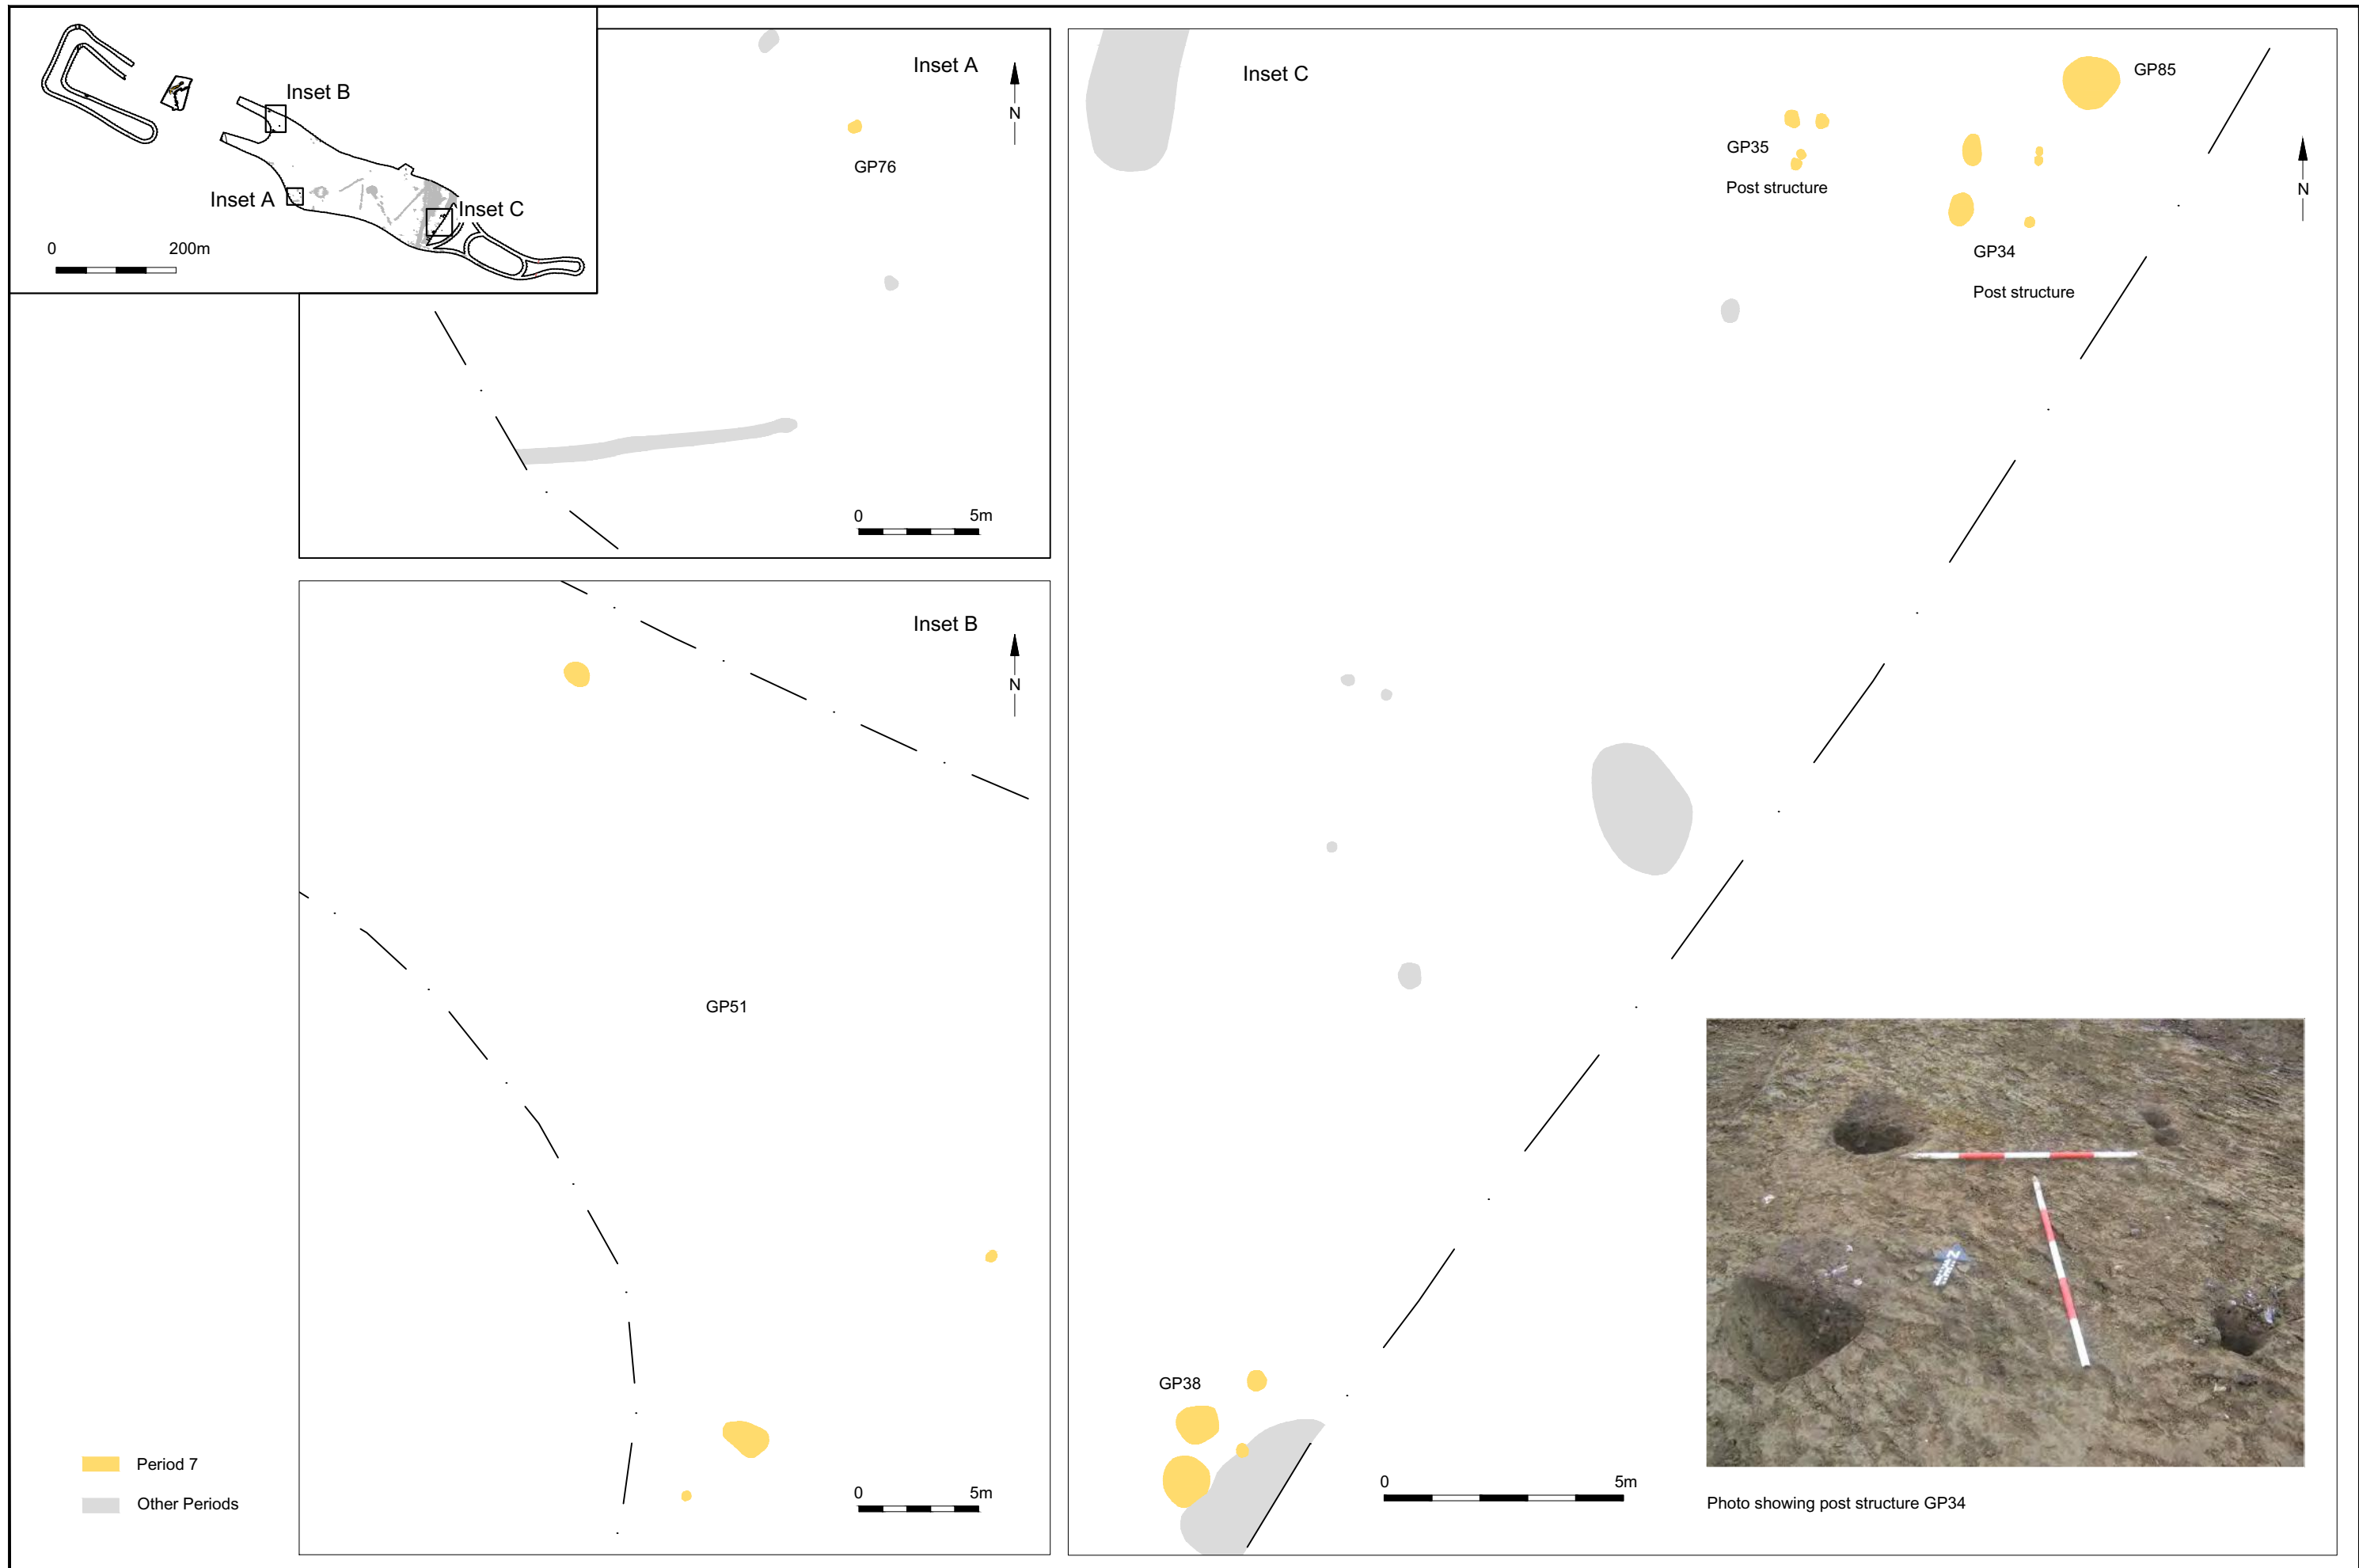 Inset B
Inset A
Inset C
0 200m
Inset A
N
GP76
0 5m
Inset B
N
GP51
0 5m
Period 7
Other Periods
Inset C
GP85
GP35
Post structure
N
GP34
Post structure
GP38
0 5m
N
Photo showing post structure GP34